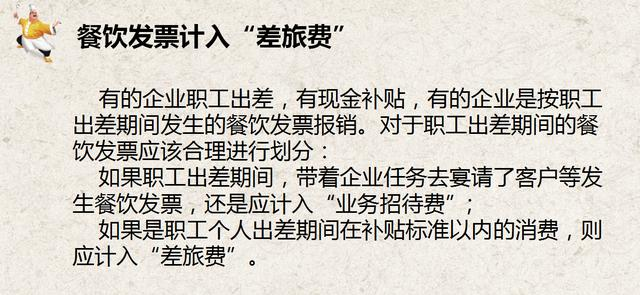 餐饮发票计入“差旅费”
有的企业职工出差，有现金补贴，有的企业是按职工
出差期间发生的餐饮发票报销。对于职工出差期间的餐
饮发票应该合理进行划分：
如果职工出差期间，带着企业任务去宴请了客户等发
生餐饮发票，还是应计入“业务招待费”；
如果是职工个人出差期间在补贴标准以内的消费，则
应计入“差旅费”。